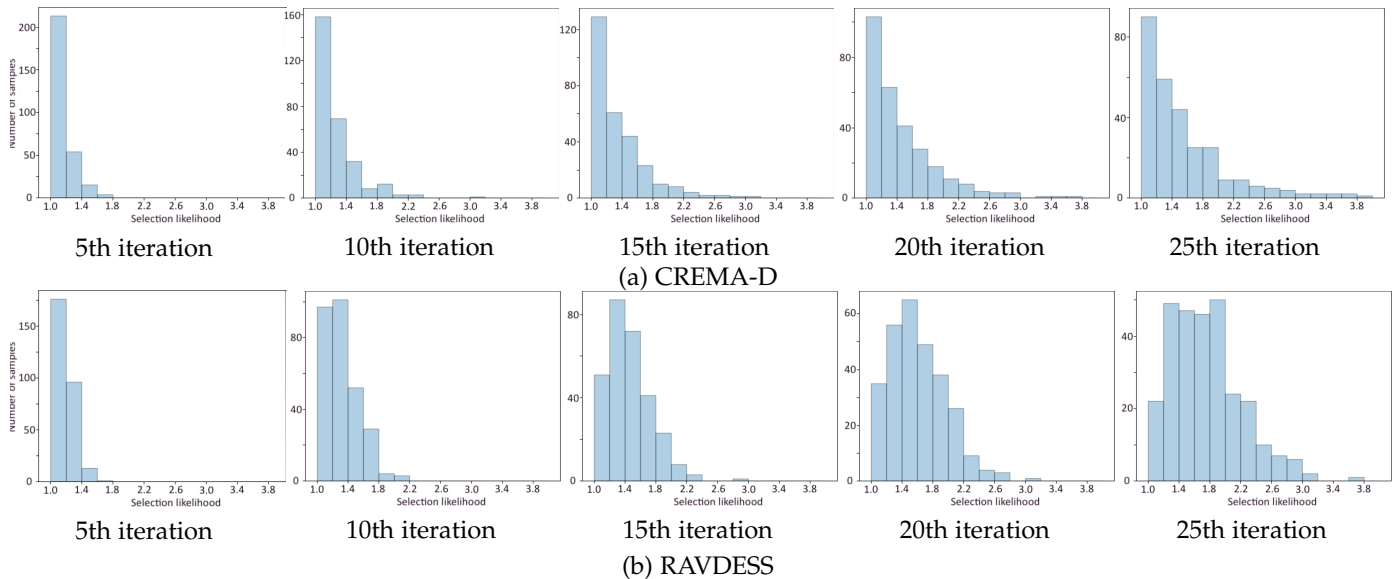 Number of samples
200
150
100
50
0
1.0 1.4 1.8 2.2 2.6 3.0 3.4 3.8
Selection likelihood
5th iteration
160
120
80
40
0
1.0 1.4 1.8 2.2 2.6 3.0 3.4 3.8
Selection likelihood
10th iteration
120
80
40
0
1.0 1.4 1.8 2.2 2.6 3.0 3.4 3.8
Selection likelihood
15th iteration
80
40
0
1.0 1.4 1.8 2.2 2.6 3.0 3.4 3.8
Selection likelihood
20th iteration
80
40
0
1.0 1.4 1.8 2.2 2.6 3.0 3.4 3.8
Selection likelihood
25th iteration
(a) CREMA-D
Number of samples
150
100
50
0
1.0 1.4 1.8 2.2 2.6 3.0 3.4 3.8
Selection likelihood
5th iteration
80
40
0
1.0 1.4 1.8 2.2 2.6 3.0 3.4 3.8
Selection likelihood
10th iteration
80
40
0
1.0 1.4 1.8 2.2 2.6 3.0 3.4 3.8
Selection likelihood
15th iteration
60
40
20
0
1.0 1.4 1.8 2.2 2.6 3.0 3.4 3.8
Selection likelihood
20th iteration
40
20
0
1.0 1.4 1.8 2.2 2.6 3.0 3.4 3.8
Selection likelihood
25th iteration
(b) RAVDESS